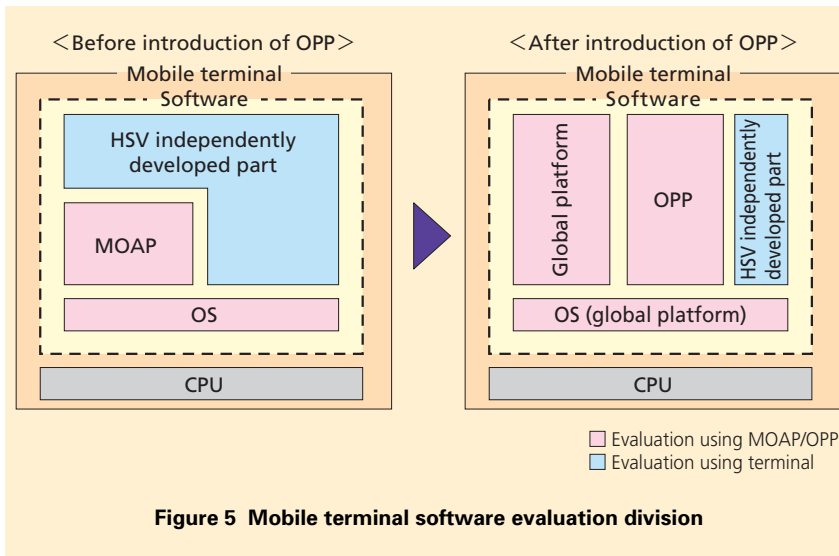 <Before introduction of OPP>
Mobile terminal
Software
HSV independently
developed part
MOAP
OS
CPU
<After introduction of OPP>
Mobile terminal
Software
Global platform
OPP
HSV independently
developed part
OS (global platform)
CPU
Evaluation using MOAP/OPP
Evaluation using terminal
Figure 5 Mobile terminal software evaluation division